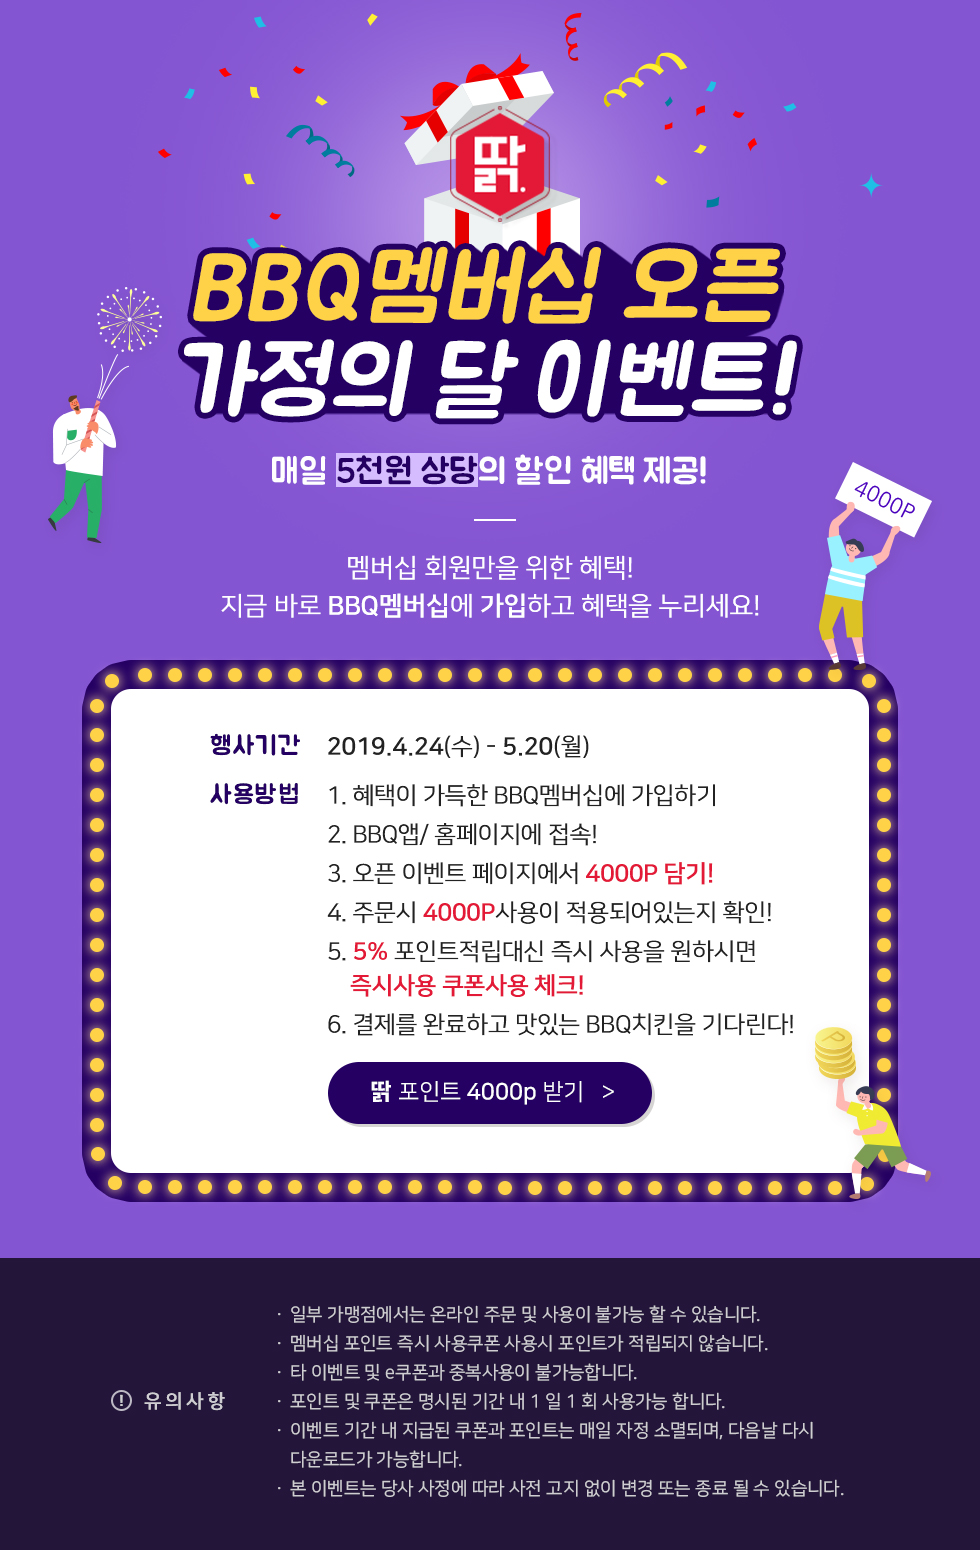 딹.
BBQ멤버십 오픈
가정의 달 이벤트!
매일 5천원 상당의 할인 혜택 제공!
4000P
멤버십 회원만을 위한 혜택!
지금 바로 BBQ멤버십에 가입하고 혜택을 누리세요!
행사기간 2019.4.24(수) - 5.20(월)
사용방법 1. 혜택이 가득한 BBQ멤버십에 가입하기
2. BBQ앱/ 홈페이지에 접속!
3. 오픈 이벤트 페이지에서 4000P 담기!
4. 주문시 4000P사용이 적용되어있는지 확인!
5. 5% 포인트적립대신 즉시 사용을 원하시면
즉시사용 쿠폰사용 체크!
6. 결제를 완료하고 맛있는 BBQ치킨을 기다린다!
P
딹 포인트 4000p 받기 >
유의사항
· 일부 가맹점에서는 온라인 주문 및 사용이 불가능 할 수 있습니다.
· 멤버십 포인트 즉시 사용쿠폰 사용시 포인트가 적립되지 않습니다.
· 타 이벤트 및 e쿠폰과 중복사용이 불가능합니다.
· 포인트 및 쿠폰은 명시된 기간 내 1 일 1 회 사용가능 합니다.
· 이벤트 기간 내 지급된 쿠폰과 포인트는 매일 자정 소멸되며, 다음날 다시
다운로드가 가능합니다.
· 본 이벤트는 당사 사정에 따라 사전 고지 없이 변경 또는 종료 될 수 있습니다.